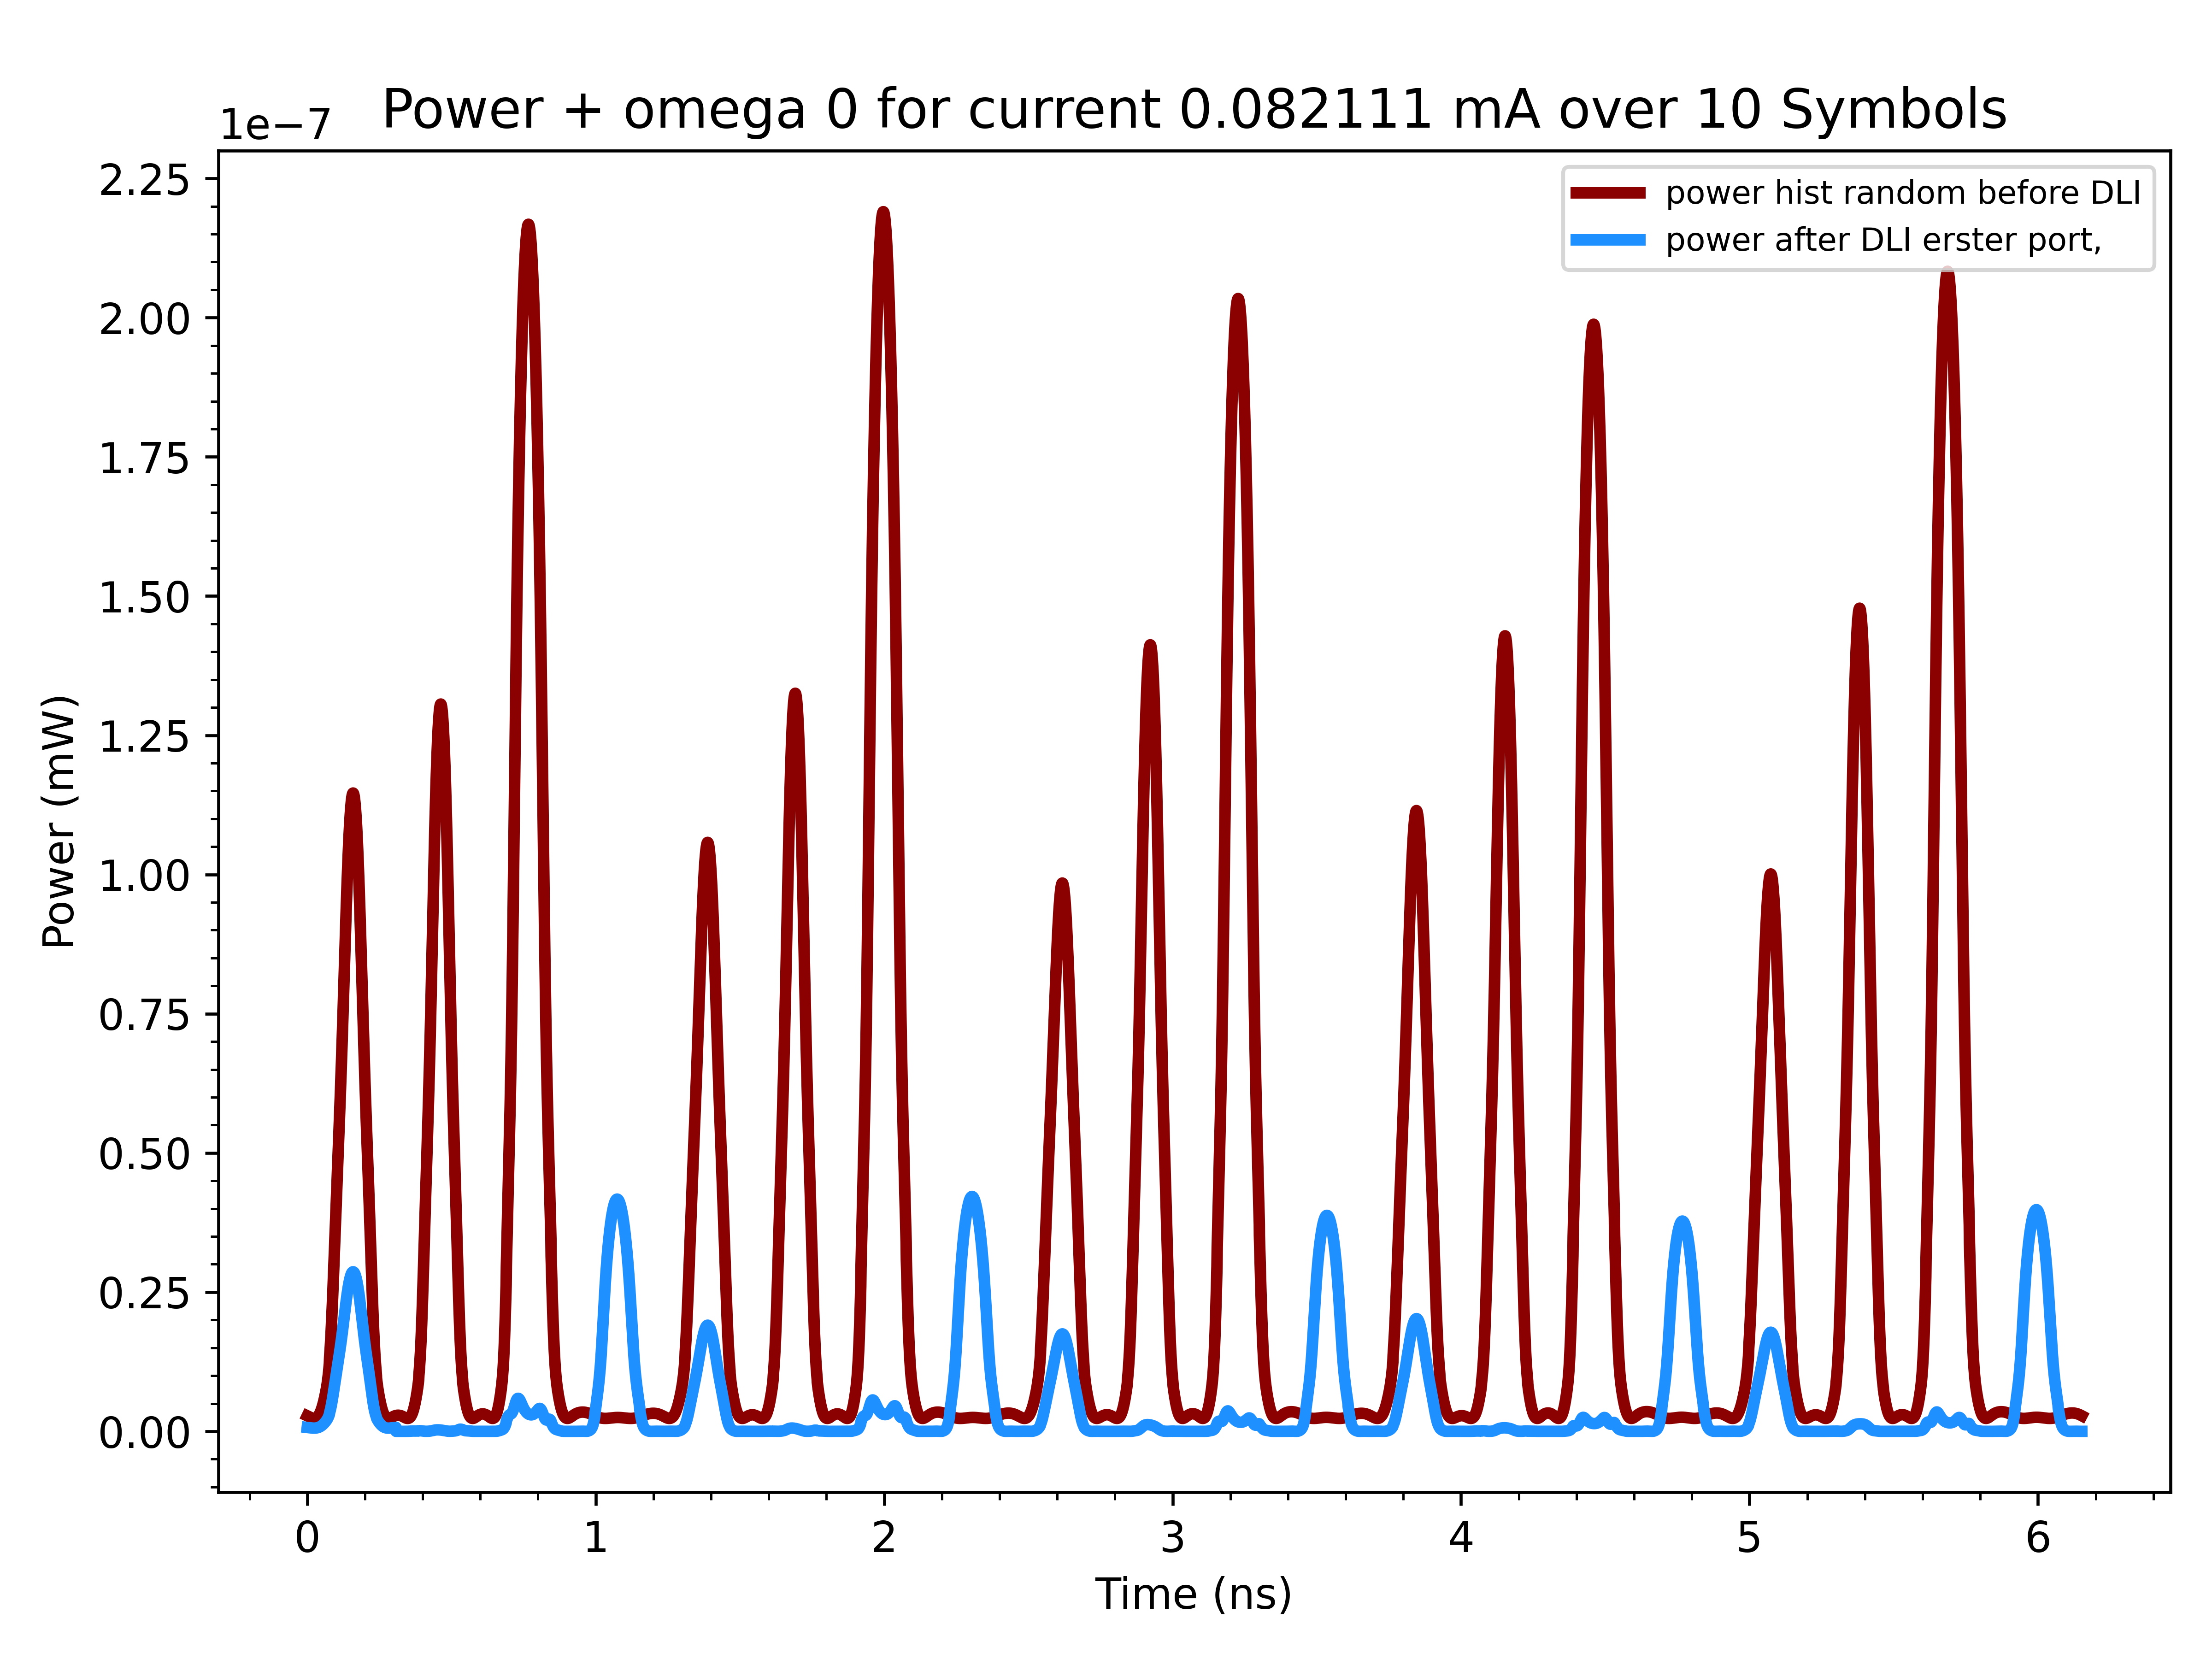 Power + omega 0 for current 0.082111 mA over 10 Symbols
1e−7
power hist random before DLI
power after DLI erster port,
2.25
2.00
1.75
1.50
1.25
1.00
0.75
0.50
0.25
0.00
Power (mW)
0 1 2 3 4 5 6
Time (ns)